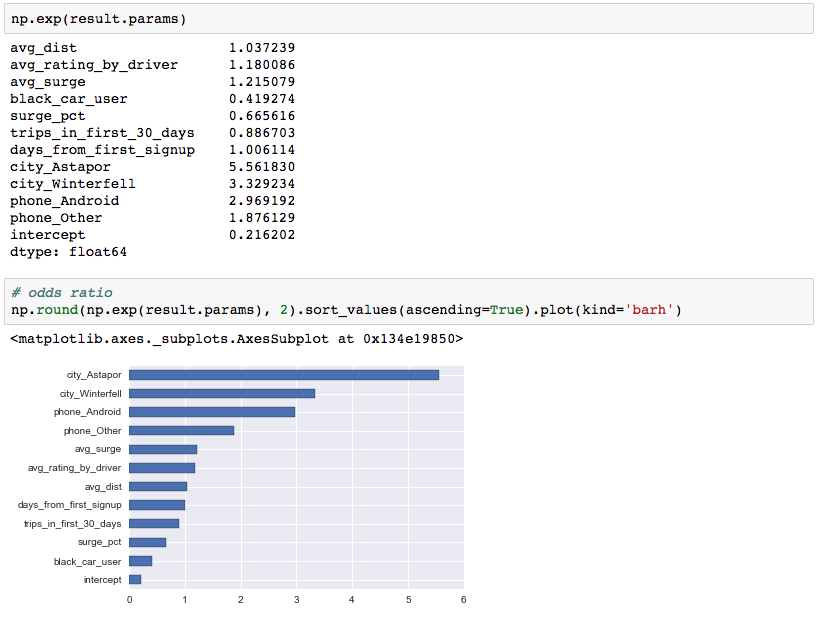 np.exp(result.params)
avg_dist 1.037239
avg_rating_by_driver 1.180086
avg_surge 1.215079
black_car_user 0.419274
surge_pct 0.665616
trips_in_first_30_days 0.886703
days_from_first_signup 1.006114
city_Astapor 5.561830
city_Winterfell 3.329234
phone_Android 2.969192
phone_Other 1.876129
intercept 0.216202
dtype: float64
# odds ratio
np.round(np.exp(result.params), 2).sort_values(ascending=True).plot(kind='barh')
<matplotlib.axes._subplots.AxesSubplot at 0x134e19850>
city_Astapor
city_Winterfell
phone_Android
phone_Other
avg_surge
avg_rating_by_driver
avg_dist
days_from_first_signup
trips_in_first_30_days
surge_pct
black_car_user
intercept
0 1 2 3 4 5 6